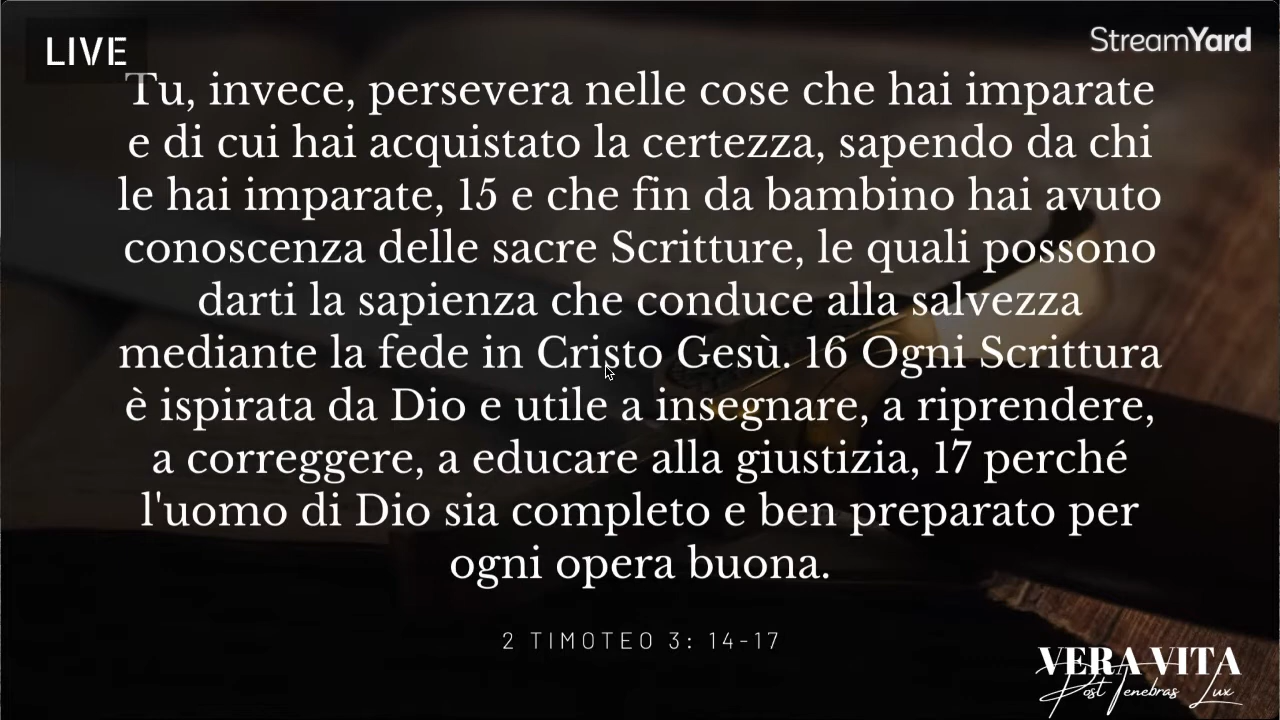 LIVE
StreamYard
Tu, invece, persevera nelle cose che hai imparate
e di cui hai acquistato la certezza, sapendo da chi
le hai imparate, 15 e che fin da bambino hai avuto
conoscenza delle sacre Scritture, le quali possono
darti la sapienza che conduce alla salvezza
mediante la fede in Cristo Gesù. 16 Ogni Scrittura
è ispirata da Dio e utile a insegnare, a riprendere,
a correggere, a educare alla giustizia, 17 perché
l'uomo di Dio sia completo e ben preparato per
ogni opera buona.
2 TIMOTEO 3: 14-17
VERA VITA
Post Tenebras Lux